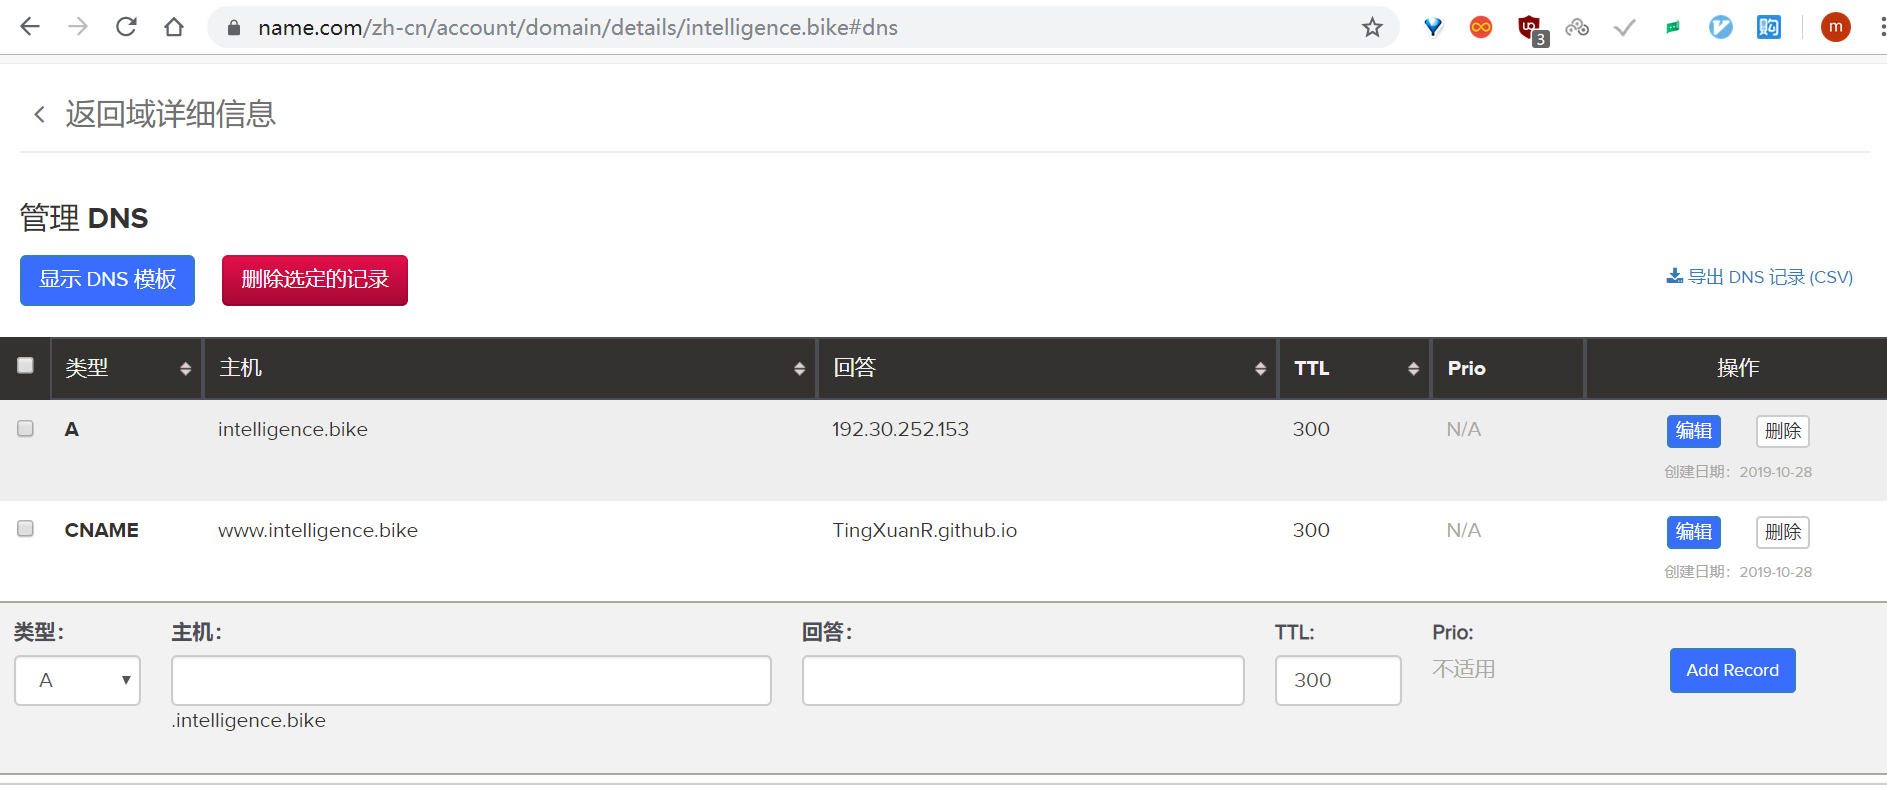 name.com/zh-cn/account/domain/details/intelligence.bike#dns
up
3
购
m
返回域详细信息
管理 DNS
显示 DNS 模板
删除选定的记录
导出 DNS 记录 (CSV)
类型 主机 回答 TTL Prio 操作
A intelligence.bike 192.30.252.153 300 N/A 编辑 删除
创建日期：2019-10-28
CNAME www.intelligence.bike TingXuanR.github.io 300 N/A 编辑 删除
创建日期：2019-10-28
类型： 主机： 回答： TTL: Prio:
A 300 不适用 Add Record
.intelligence.bike